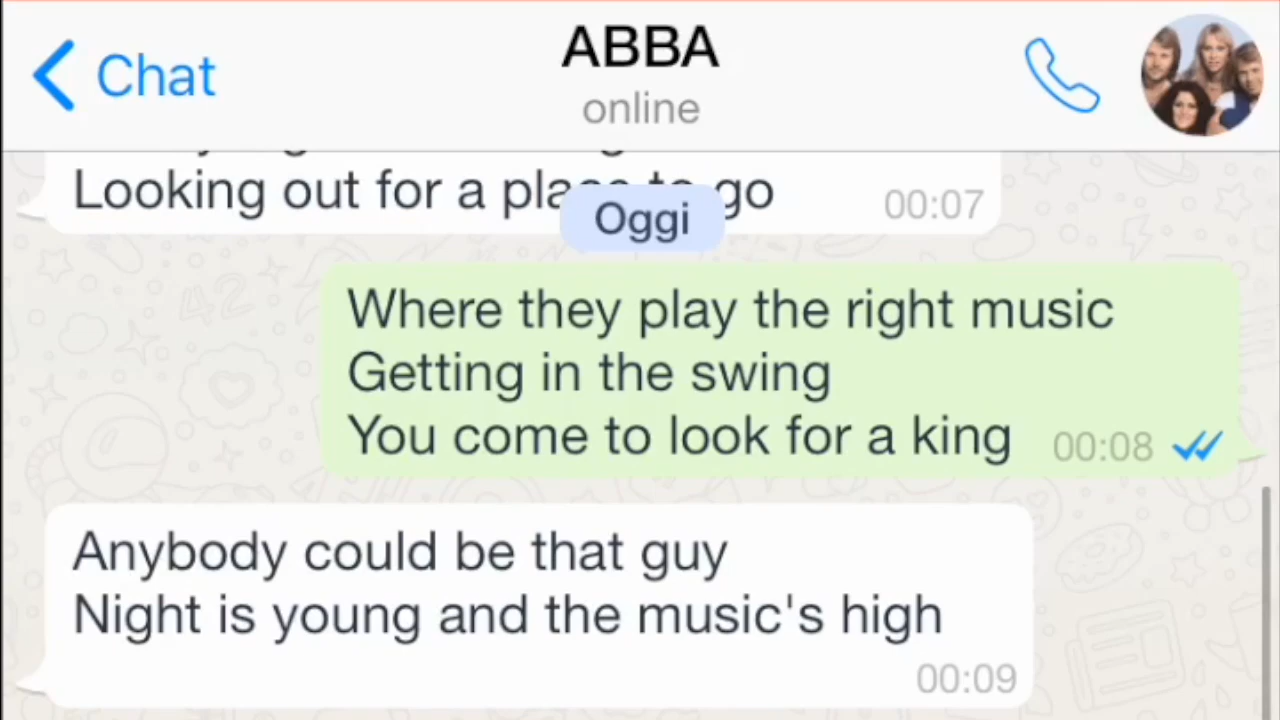 Chat
ABBA
online
Looking out for a place to go
00:07
Oggi
Where they play the right music
Getting in the swing
You come to look for a king
00:08
Anybody could be that guy
Night is young and the music's high
00:09